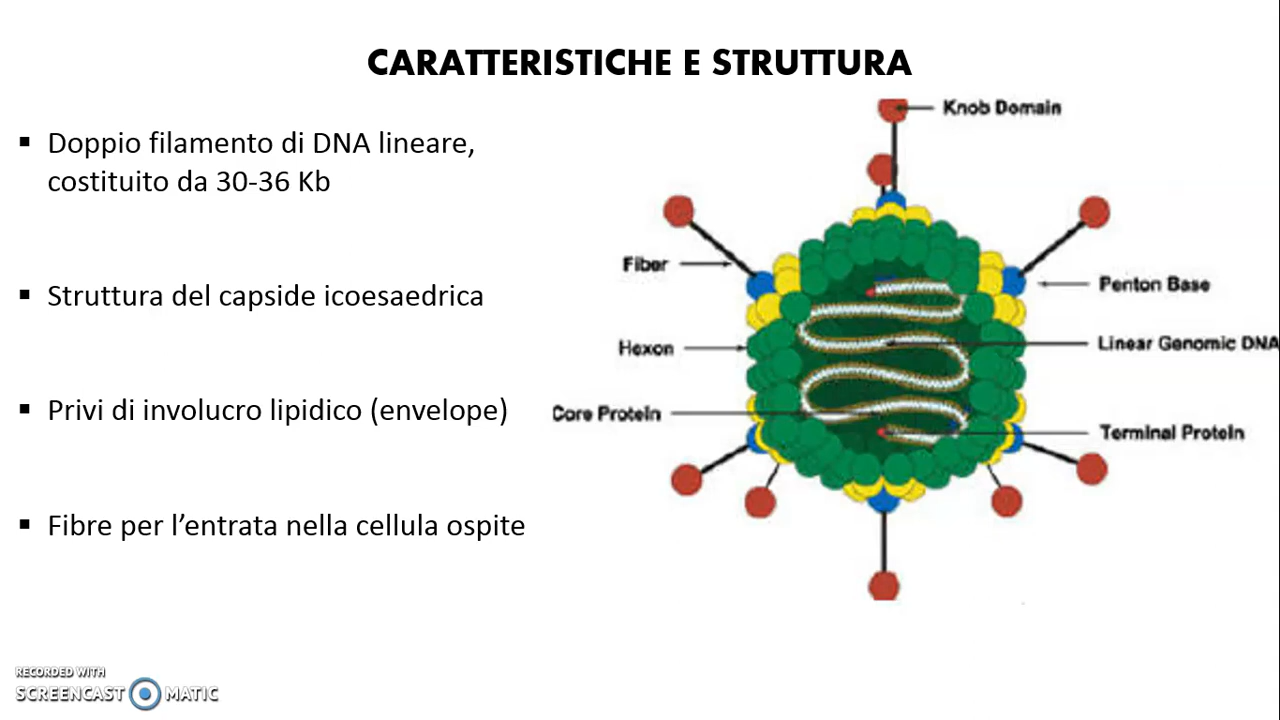 CARATTERISTICHE E STRUTTURA
▪ Doppio filamento di DNA lineare,
costituito da 30-36 Kb
▪ Struttura del capside icoesaedrica
▪ Privi di involucro lipidico (envelope)
▪ Fibre per l’entrata nella cellula ospite
Knob Domain
Fiber
Penton Base
Hexon
Linear Genomic DNA
Core Protein
Terminal Protein
RECORDED WITH
SCREENCAST MATIC